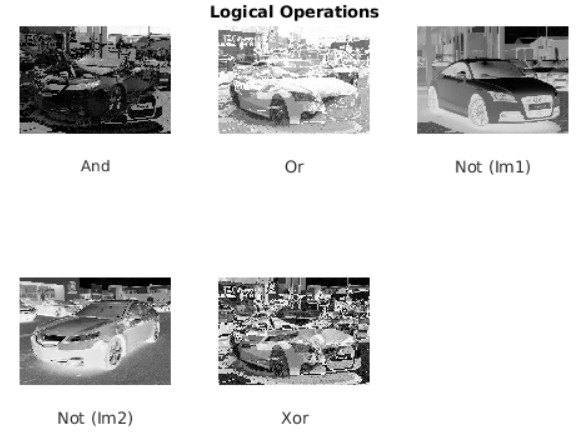 Logical Operations
And
Or
Not (Im1)
Not (Im2)
Xor